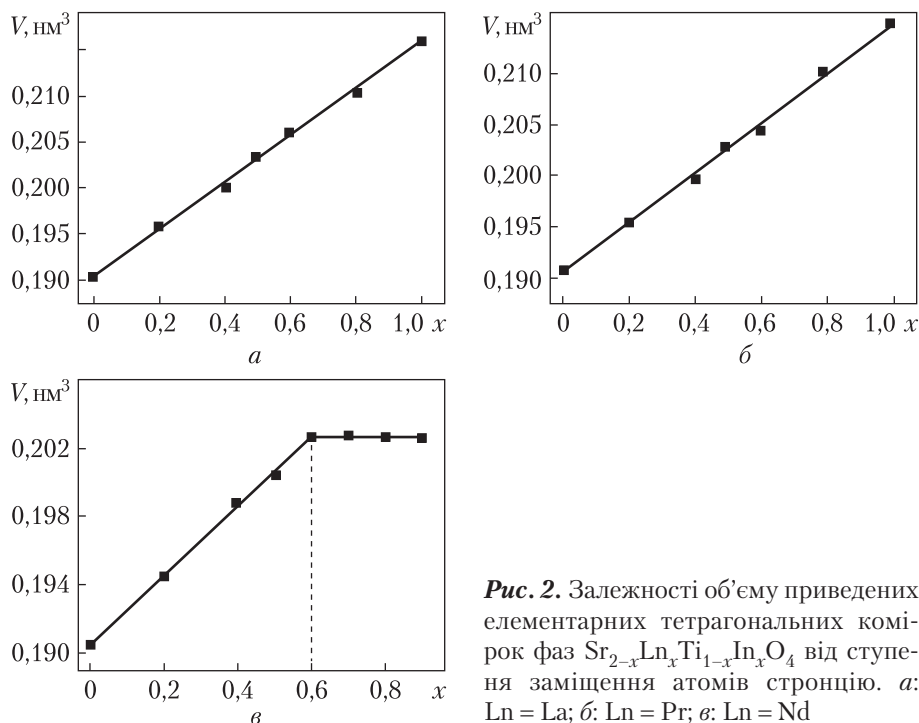 V, нм³
0,210
0,205
0,200
0,195
0,190
0 0,2 0,4 0,6 0,8 1,0 x
а
V, нм³
0,210
0,205
0,200
0,195
0,190
0 0,2 0,4 0,6 0,8 1,0 x
б
V, нм³
0,202
0,198
0,194
0,190
0 0,2 0,4 0,6 0,8 x
в
Рис. 2. Залежності об’єму приведених
елементарних тетрагональних комі-
рок фаз Sr₂₋ₓLnₓTi₁₋ₓInₓO₄ від ступе-
ня заміщення атомів стронцію. а:
Ln = La; б: Ln = Pr; в: Ln = Nd